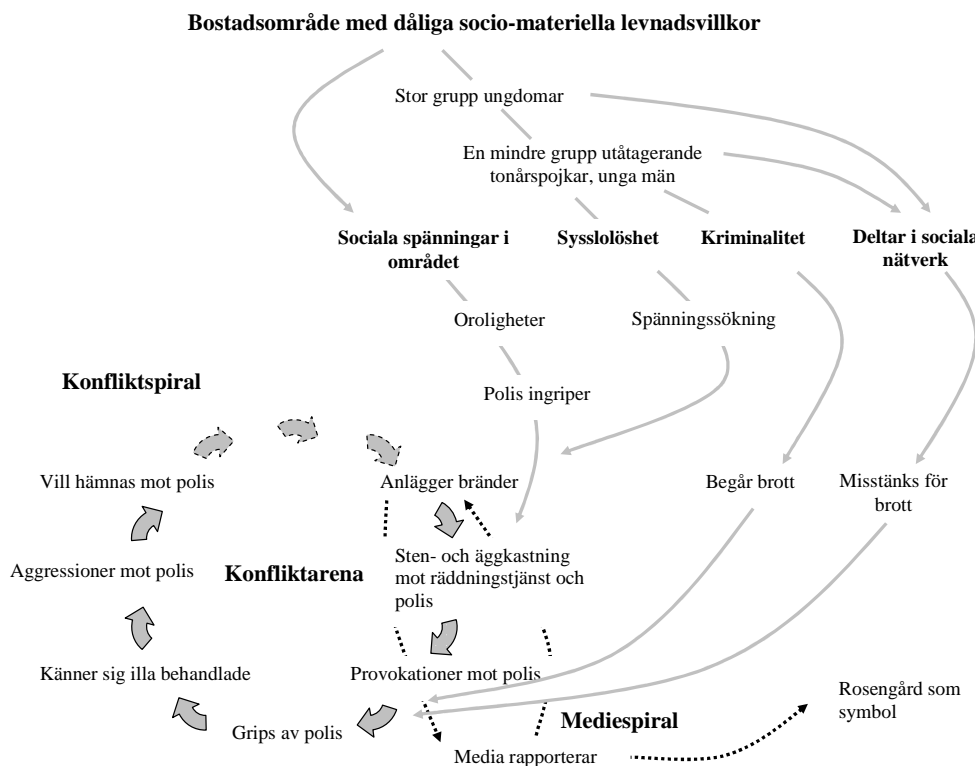 Bostadsområde med dåliga socio-materiella levnadsvillkor
Stor grupp ungdomar
En mindre grupp utåtagerande
tonårspojkar, unga män
Sociala spänningar i
området
Sysslolöshet
Kriminalitet
Deltar i sociala
nätverk
Oroligheter
Spänningssökning
Konfliktspiral
Polis ingriper
Vill hämnas mot polis
Anlägger bränder
Begår brott
Misstänks för
brott
Aggressioner mot polis
Konfliktarena
Sten- och äggkastning
mot räddningstjänst och
polis
Känner sig illa behandlade
Provokationer mot polis
Rosengård som
symbol
Grips av polis
Mediespiral
Media rapporterar